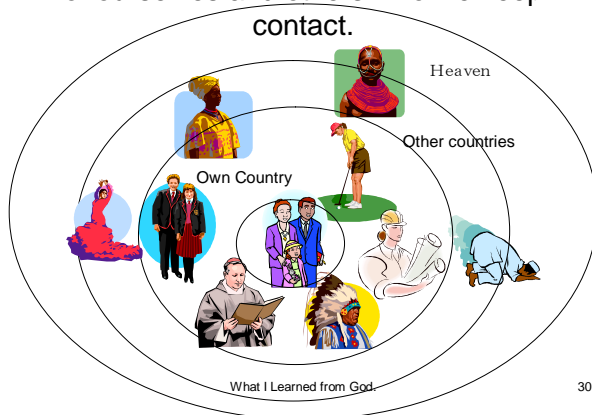 contact.
Heaven
Other countries
Own Country
What I Learned from God.
30